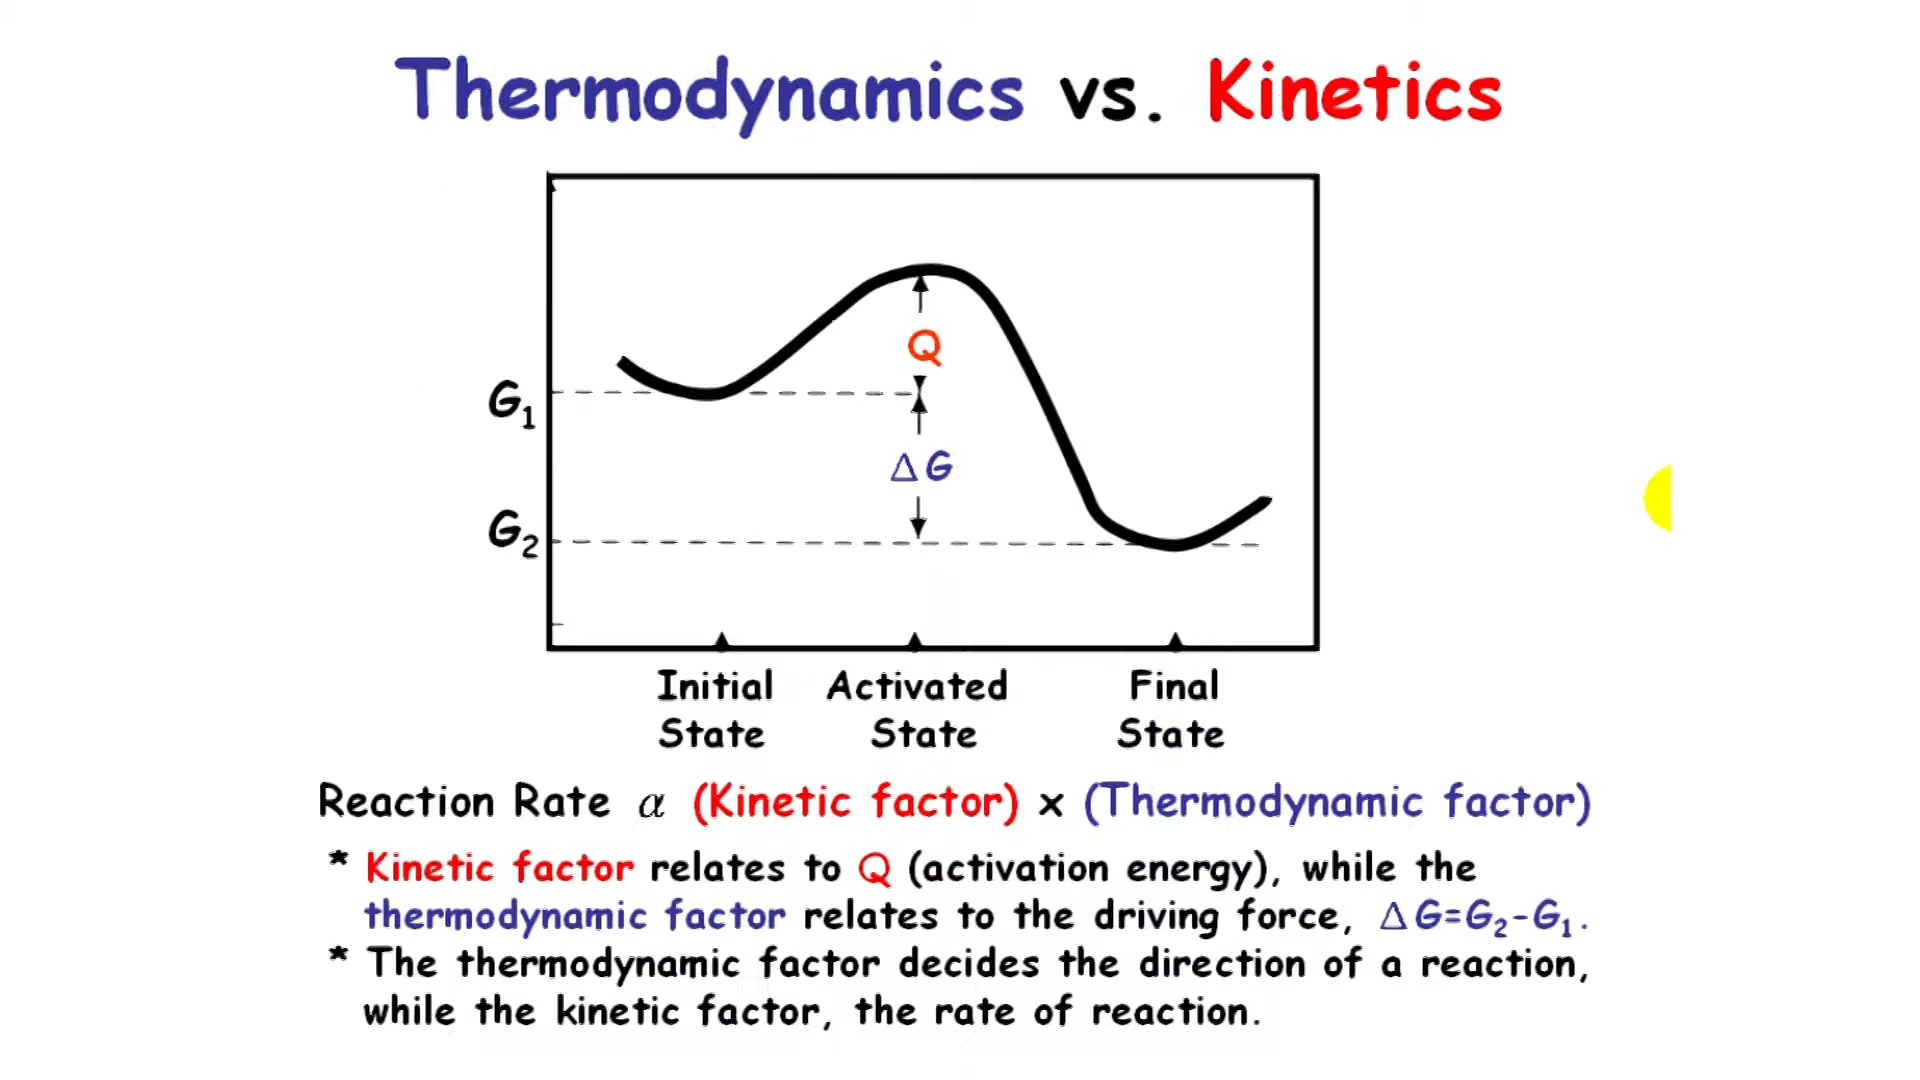 Thermodynamics vs. Kinetics
Q
G₁
Δ G
G₂
Initial State
Activated State
Final State
Reaction Rate α (Kinetic factor) x (Thermodynamic factor)
* Kinetic factor relates to Q (activation energy), while the
thermodynamic factor relates to the driving force, Δ G=G₂-G₁.
* The thermodynamic factor decides the direction of a reaction,
while the kinetic factor, the rate of reaction.